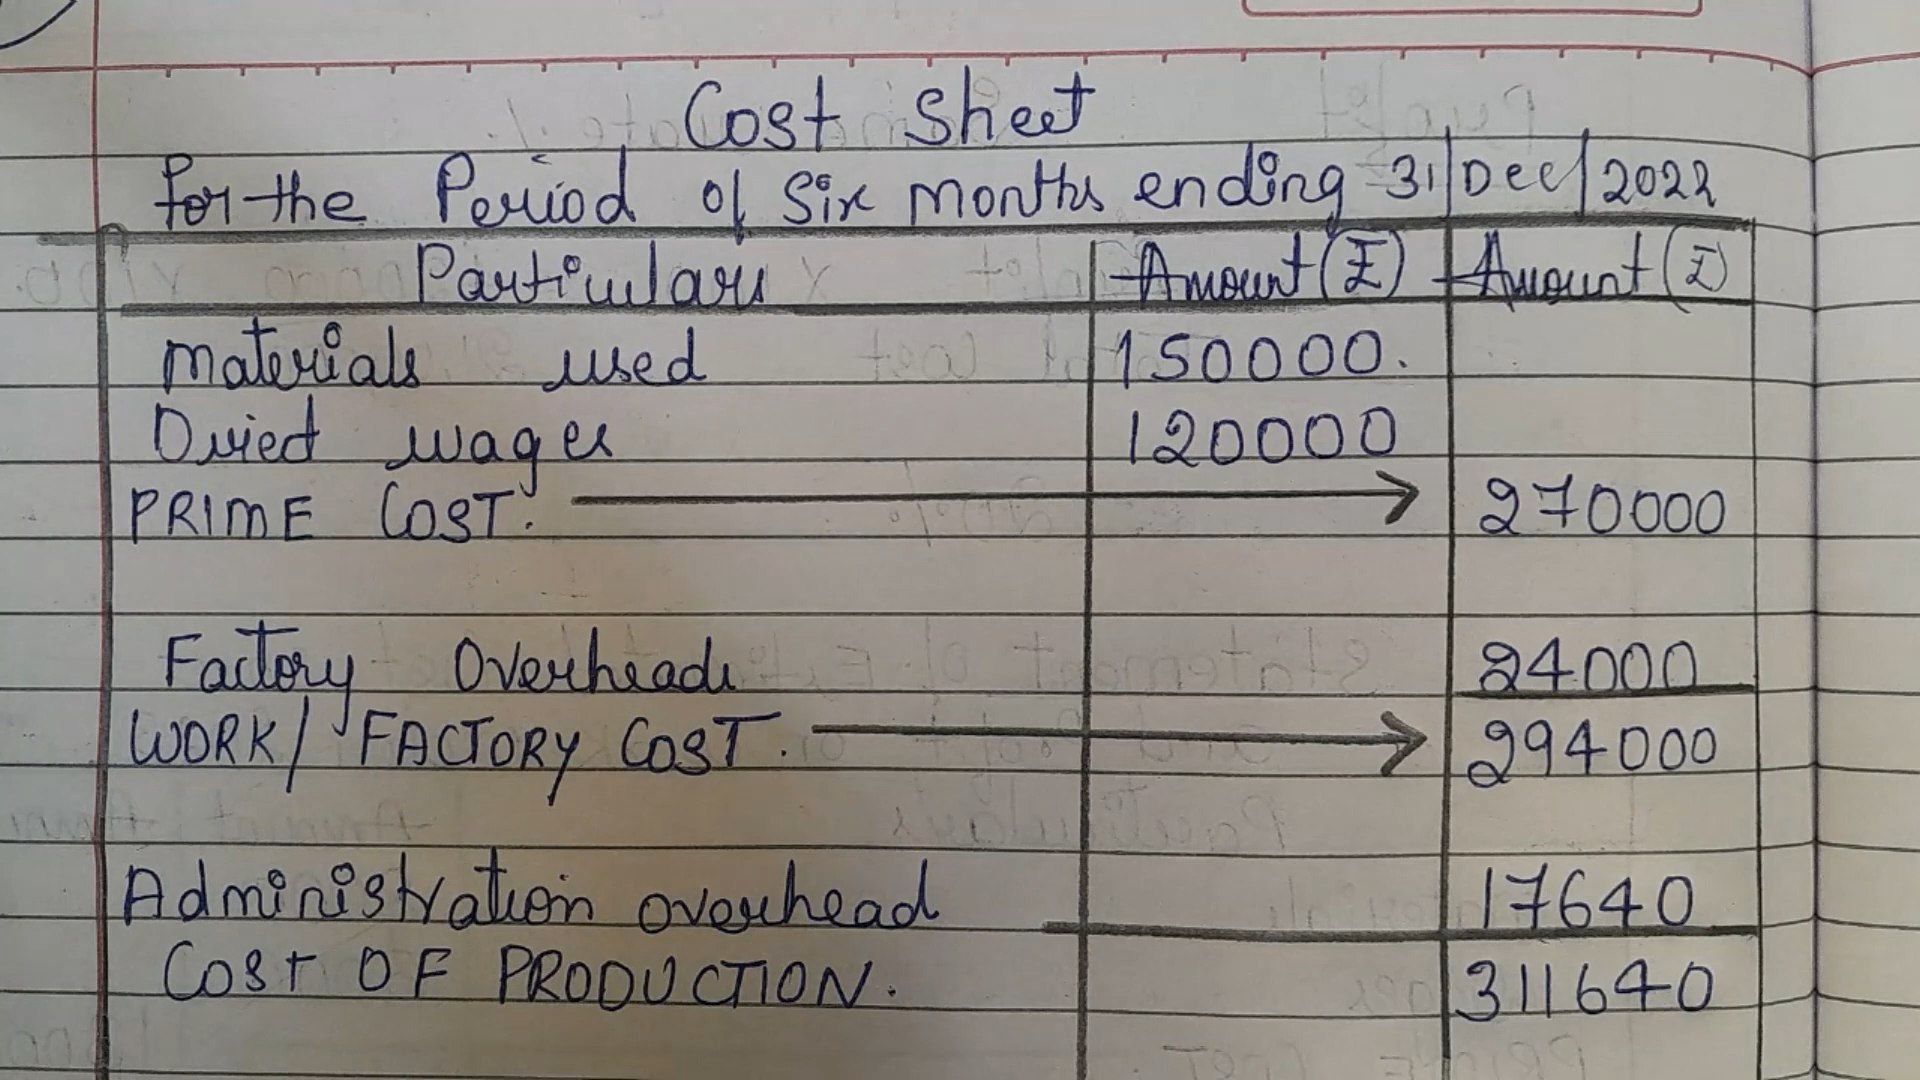 Cost Sheet
for the Period of Six months ending 31/Dec/2022
Particulars Amount (₹) Amount (₹)
Materials used 150000.
Direct wages 120000
PRIME COST. → 270000
Factory Overheads 24000
WORK/ FACTORY COST. → 294000
Administration overhead 17640
COST OF PRODUCTION. 311640